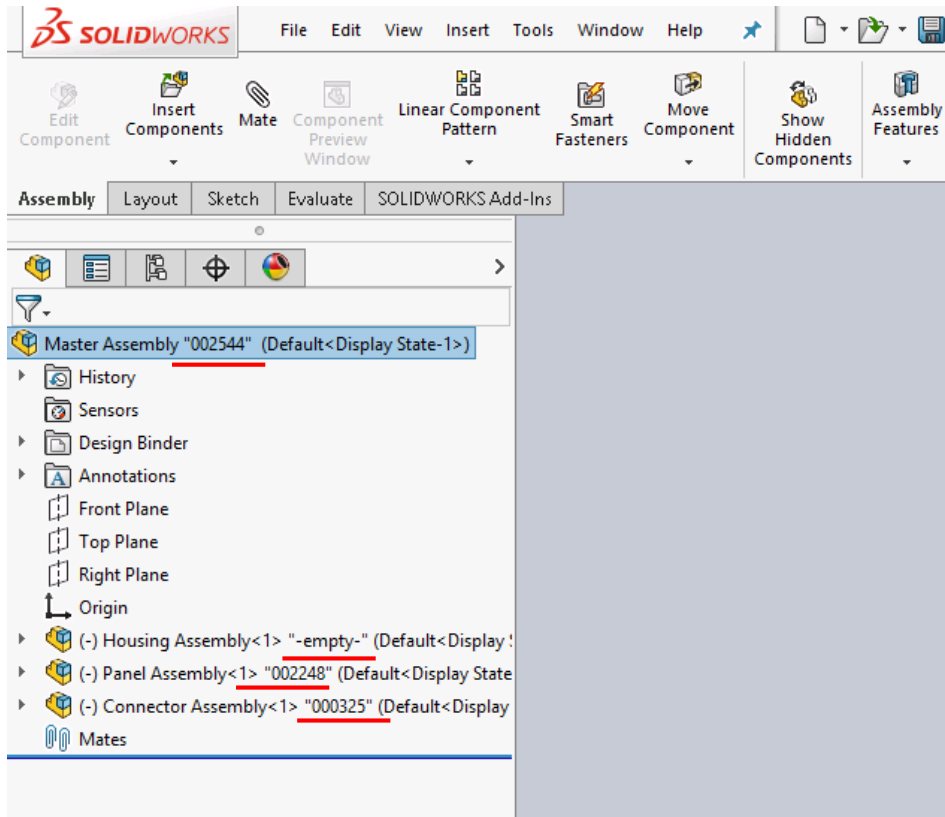 SOLIDWORKS File Edit View Insert Tools Window Help
Edit Component Insert Components Mate Component Preview Window Linear Component Pattern Smart Fasteners Move Component Show Hidden Components Assembly Features
Assembly Layout Sketch Evaluate SOLIDWORKS Add-Ins
Master Assembly "002544" (Default<Display State-1>)
History
Sensors
Design Binder
A Annotations
Front Plane
Top Plane
Right Plane
Origin
(-) Housing Assembly<1> "-empty-" (Default<Display
(-) Panel Assembly<1> "002248" (Default<Display State
(-) Connector Assembly<1> "000325" (Default<Display
Mates